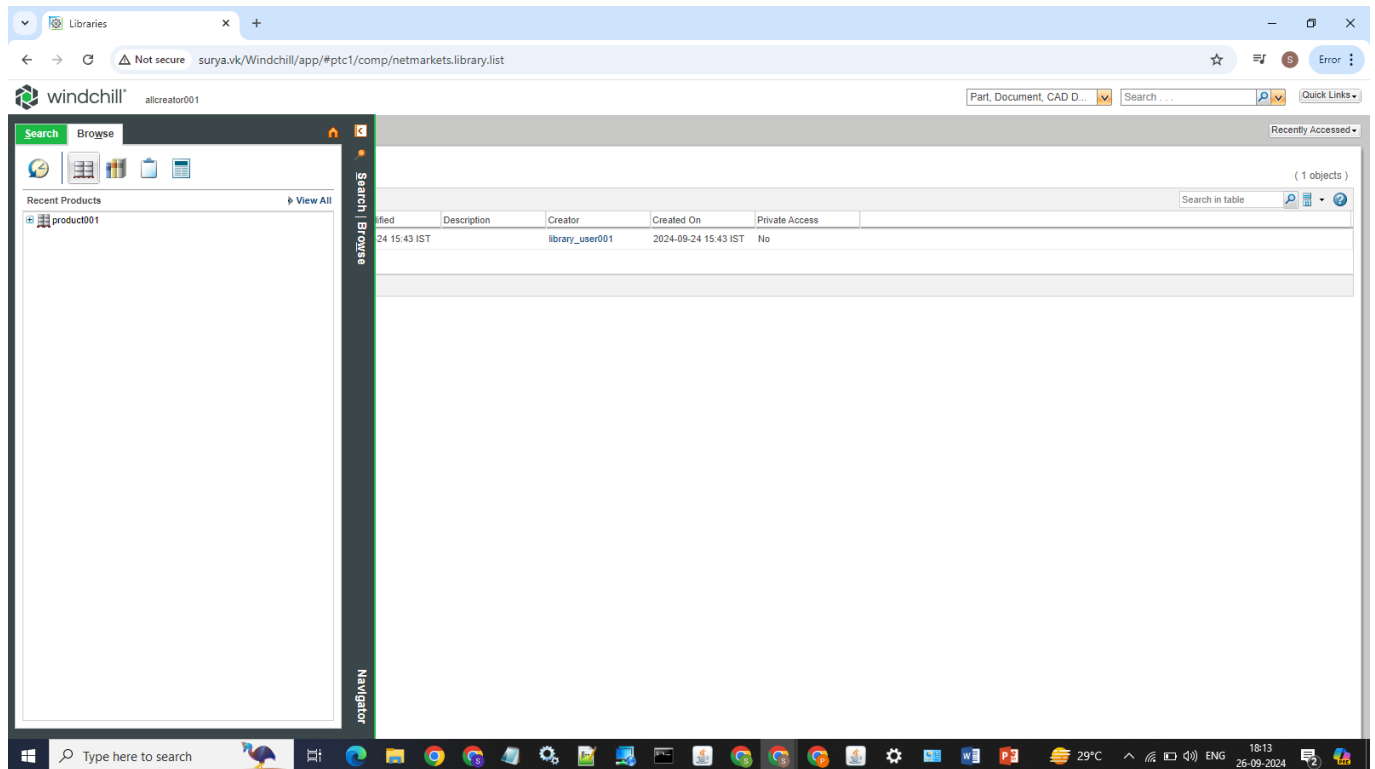 Libraries
Not secure surya.vk/Windchill/app/#ptc1/comp/netmarkets.library.list
S
Error
windchill allcreator001
Part, Document, CAD D...
Search . . .
Quick Links
Search Browse
Recently Accessed
( 1 objects )
Recent Products
View All
Search in table
product001
ified Description Creator Created On Private Access
24 15:43 IST library_user001 2024-09-24 15:43 IST No
Search | Browse
Navigator
Type here to search
29°C
ENG
18:13
26-09-2024
2